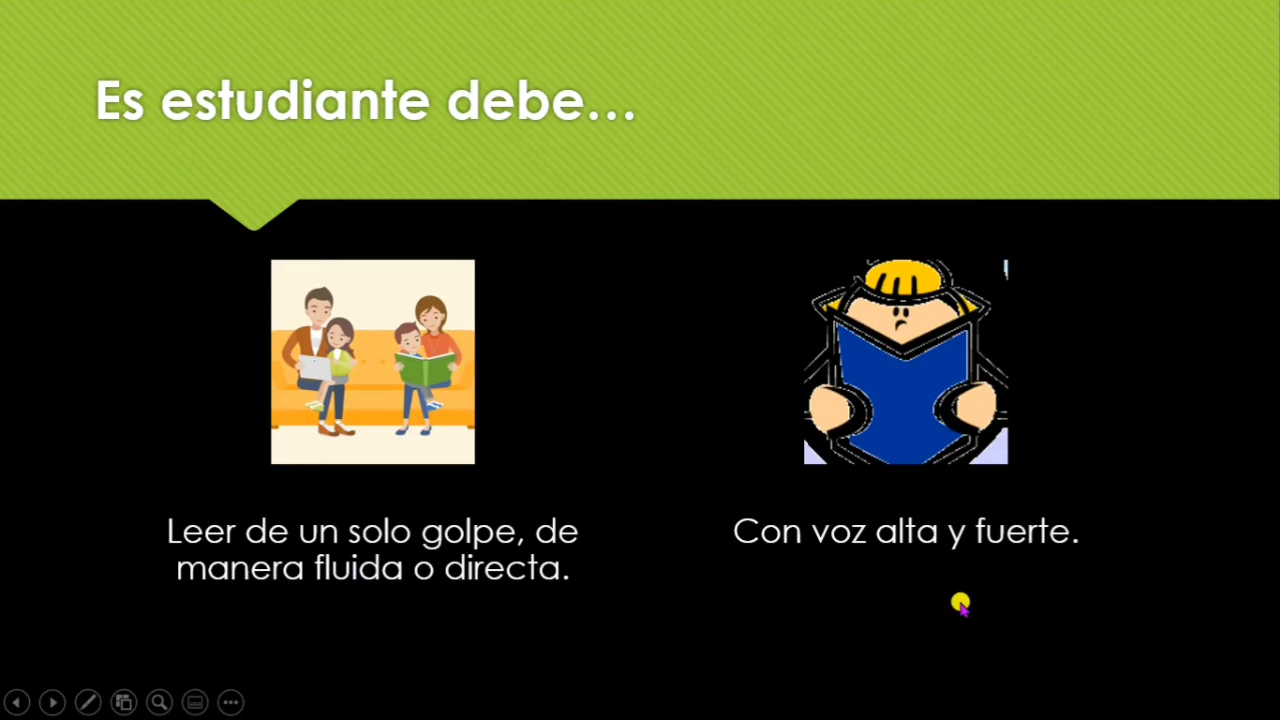 Es estudiante debe...
Leer de un solo golpe, de
manera fluida o directa.
Con voz alta y fuerte.